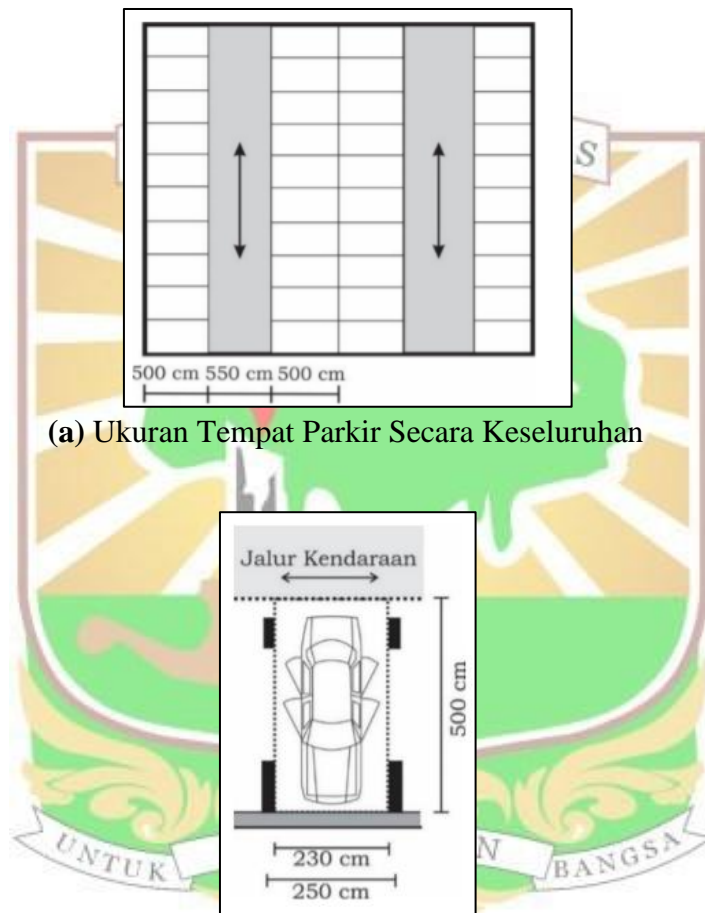 S
500 cm 550 cm 500 cm
(a) Ukuran Tempat Parkir Secara Keseluruhan
Jalur Kendaraan
500 cm
230 cm
250 cm
UNTUK
N
BANGSA